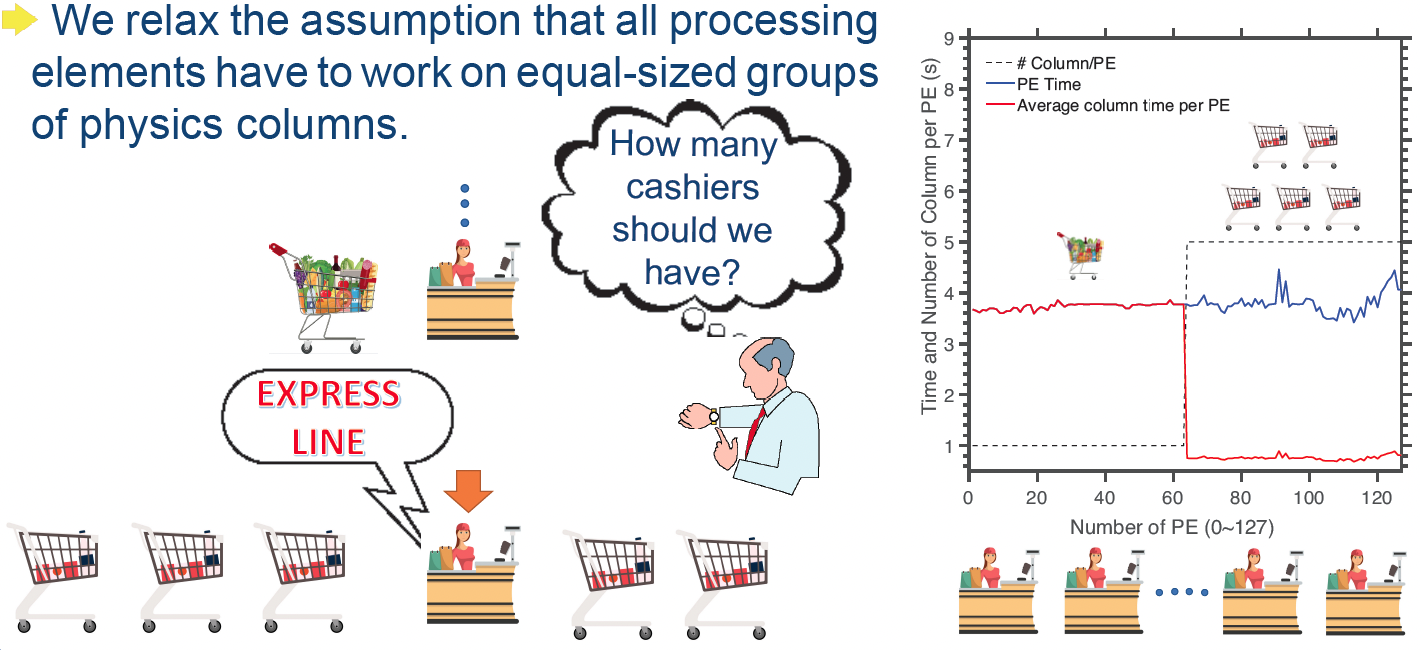 We relax the assumption that all processing
elements have to work on equal-sized groups
of physics columns.
How many
cashiers
should we
have?
EXPRESS
LINE
# Column/PE
PE Time
Average column time per PE
Time and Number of Column per PE (s)
9
8
7
6
5
4
3
2
1
0 20 40 60 80 100 120
Number of PE (0~127)